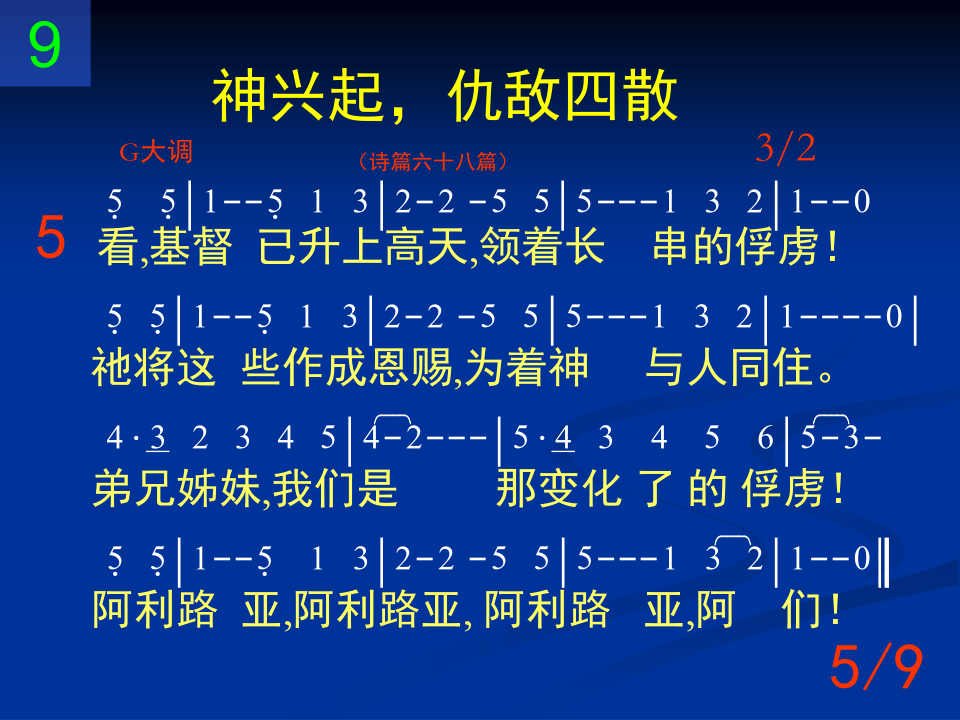 9
神兴起，仇敌四散
G大调 （诗篇六十八篇） 3/2
5̣ 5̣|1--5̣ 1 3|2-2 -5 5|5---1 3 2|1--0
5 看,基督 已升上高天,领着长 串的俘虏！
5̣ 5̣|1--5̣ 1 3|2-2 -5 5|5---1 3 2|1----0|
祂将这 些作成恩赐,为着神 与人同住。
4·3̲ 2 3 4 5|4-2---|5·4̲ 3 4 5 6|5-3-
弟兄姊妹,我们是 那变化 了 的 俘虏！
5̣ 5̣|1--5̣ 1 3|2-2 -5 5|5---1 3 2|1--0‖
阿利路 亚,阿利路亚, 阿利路 亚,阿 们！
5/9